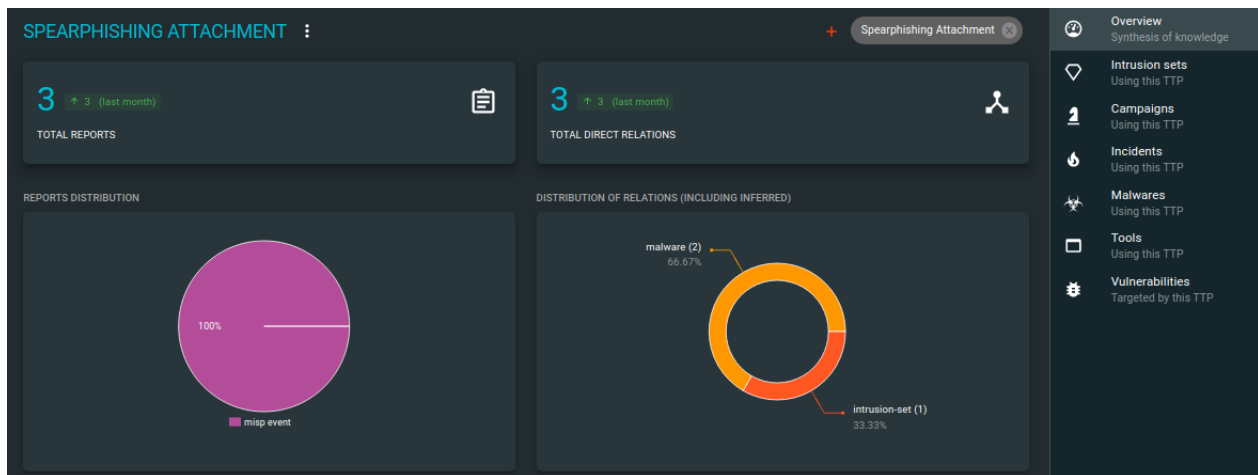 SPEARPHISHING ATTACHMENT
Spearphishing Attachment
3
3 (last month)
TOTAL REPORTS
3
3 (last month)
TOTAL DIRECT RELATIONS
REPORTS DISTRIBUTION
100%
misp event
DISTRIBUTION OF RELATIONS (INCLUDING INFERRED)
malware (2)
66.67%
intrusion-set (1)
33.33%
Overview
Synthesis of knowledge
Intrusion sets
Using this TTP
Campaigns
Using this TTP
Incidents
Using this TTP
Malwares
Using this TTP
Tools
Using this TTP
Vulnerabilities
Targeted by this TTP